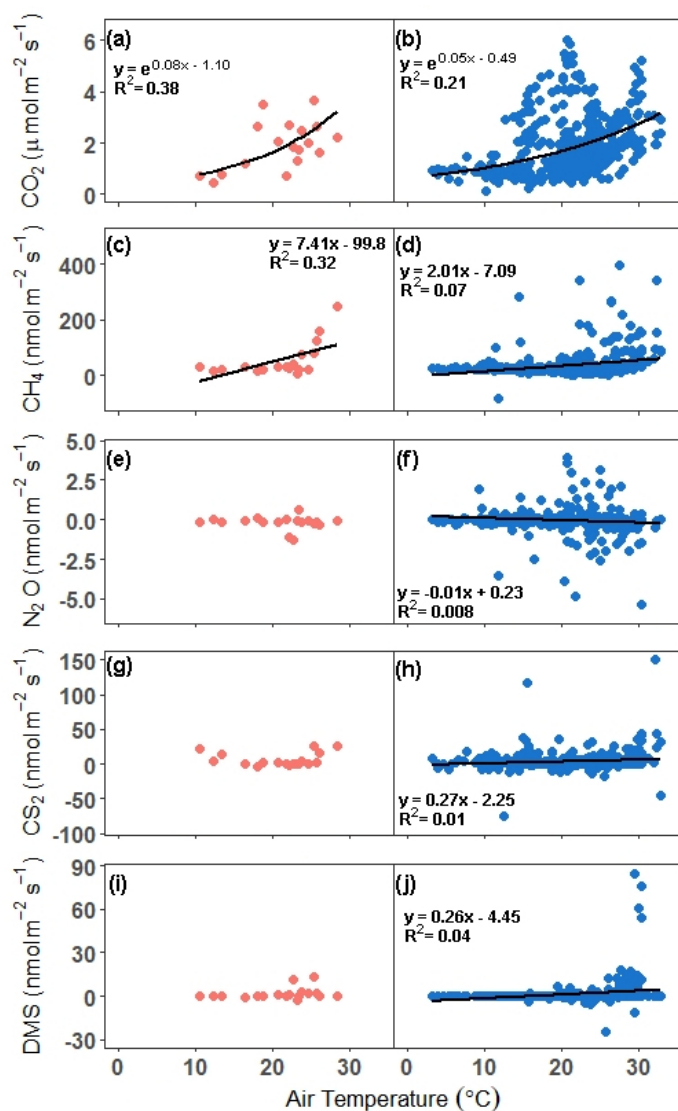 (a)
y = e^0.08x - 1.10
R² = 0.38
(b)
y = e^0.05x - 0.49
R² = 0.21
6
4
2
0
CO₂ (μ mol m⁻² s⁻¹)
(c)
y = 7.41x - 99.8
R² = 0.32
(d)
y = 2.01x - 7.09
R² = 0.07
400
200
0
CH₄ (nmol m⁻² s⁻¹)
(e)
(f)
y = -0.01x + 0.23
R² = 0.008
5.0
2.5
0.0
-2.5
-5.0
N₂ O (nmol m⁻² s⁻¹)
(g)
(h)
y = 0.27x - 2.25
R² = 0.01
150
100
50
0
-50
-100
CS₂ (nmol m⁻² s⁻¹)
(i)
(j)
y = 0.26x - 4.45
R² = 0.04
90
60
30
0
-30
DMS (nmol m⁻² s⁻¹)
0 10 20 30 0 10 20 30
Air Temperature (°C)